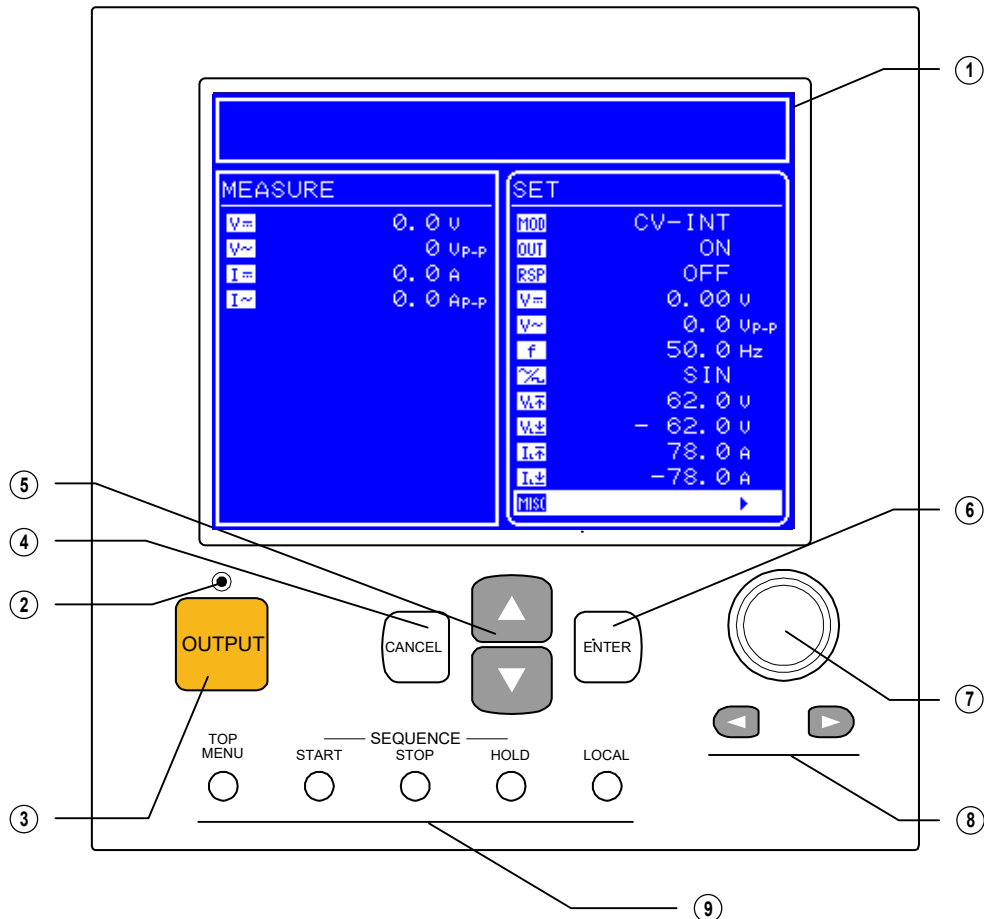 ①
MEASURE
V⎓ 0.0 V
V~ 0 Vp-p
I⎓ 0.0 A
I~ 0.0 Ap-p
SET
MOD CV-INT
OUT ON
RSP OFF
V⎓ 0.00 V
V~ 0.0 Vp-p
f 50.0 Hz
SIN
62.0 V
- 62.0 V
78.0 A
-78.0 A
MISC
⑤
⑥
④
②
OUTPUT
CANCEL
ENTER
⑦
TOP
MENU
SEQUENCE
START
STOP
HOLD
LOCAL
③
⑧
⑨